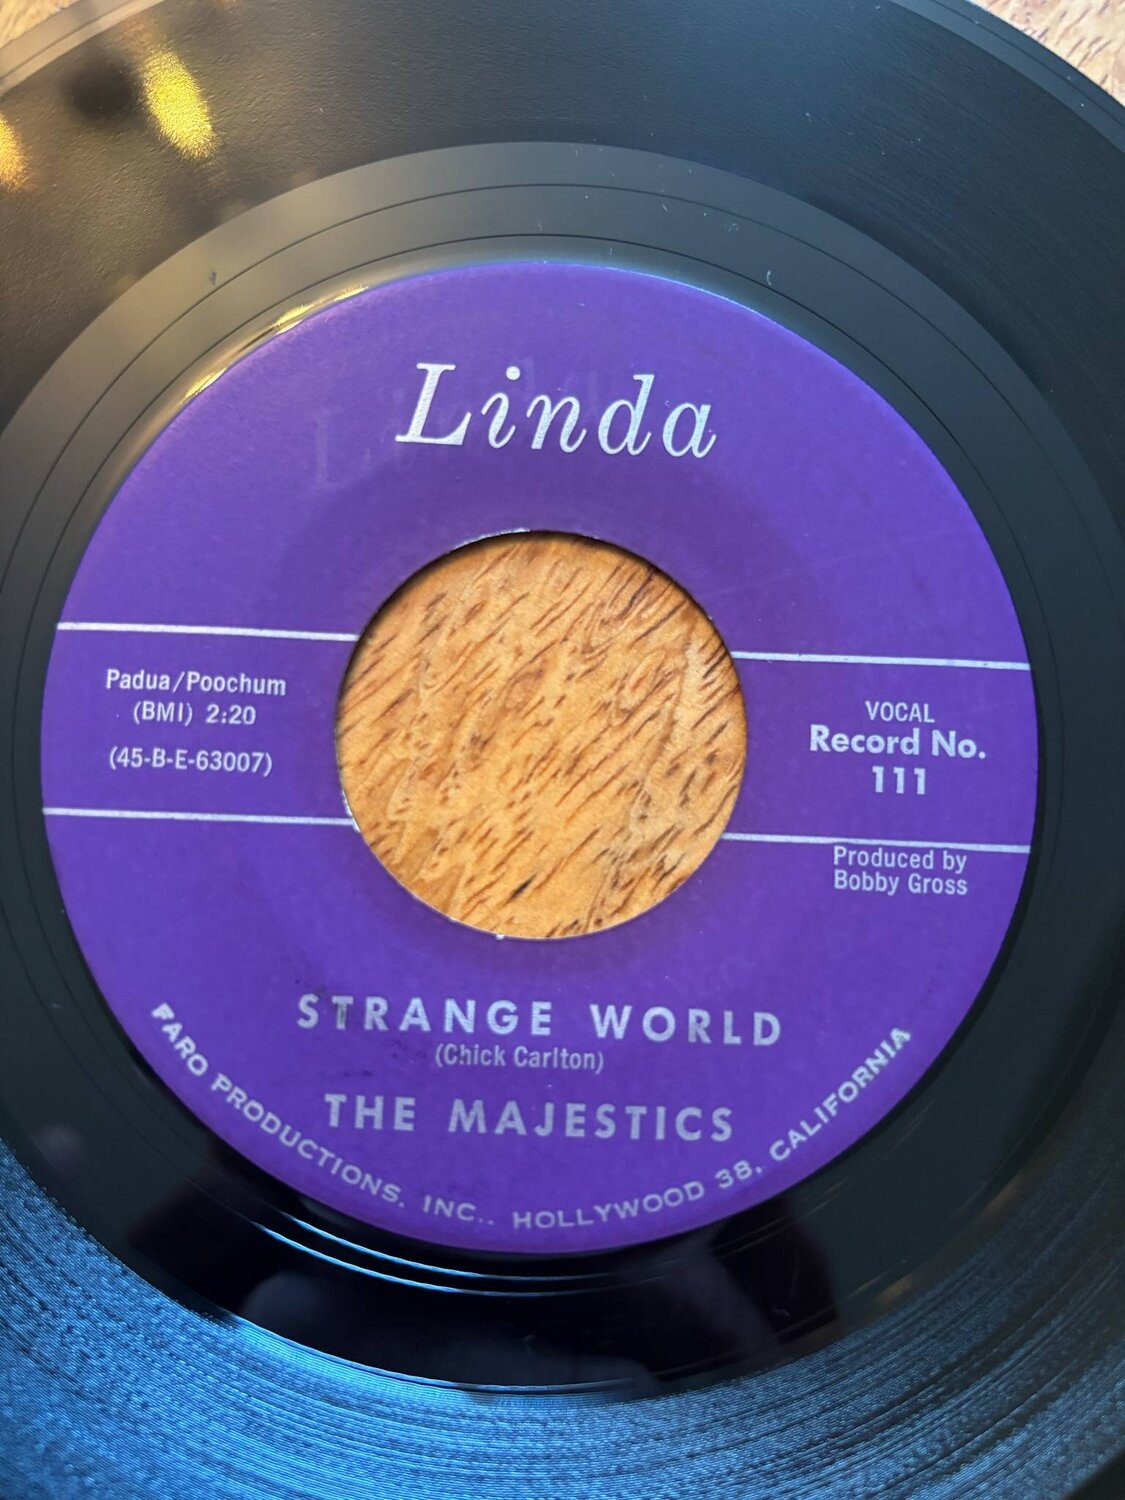 Linda
Padua/Poochum
(BMI) 2:20
(45-B-E-63007)
VOCAL
Record No.
111
Produced by
Bobby Gross
STRANGE WORLD
(Chick Carlton)
THE MAJESTICS
FARO PRODUCTIONS, INC., HOLLYWOOD 38, CALIFORNIA